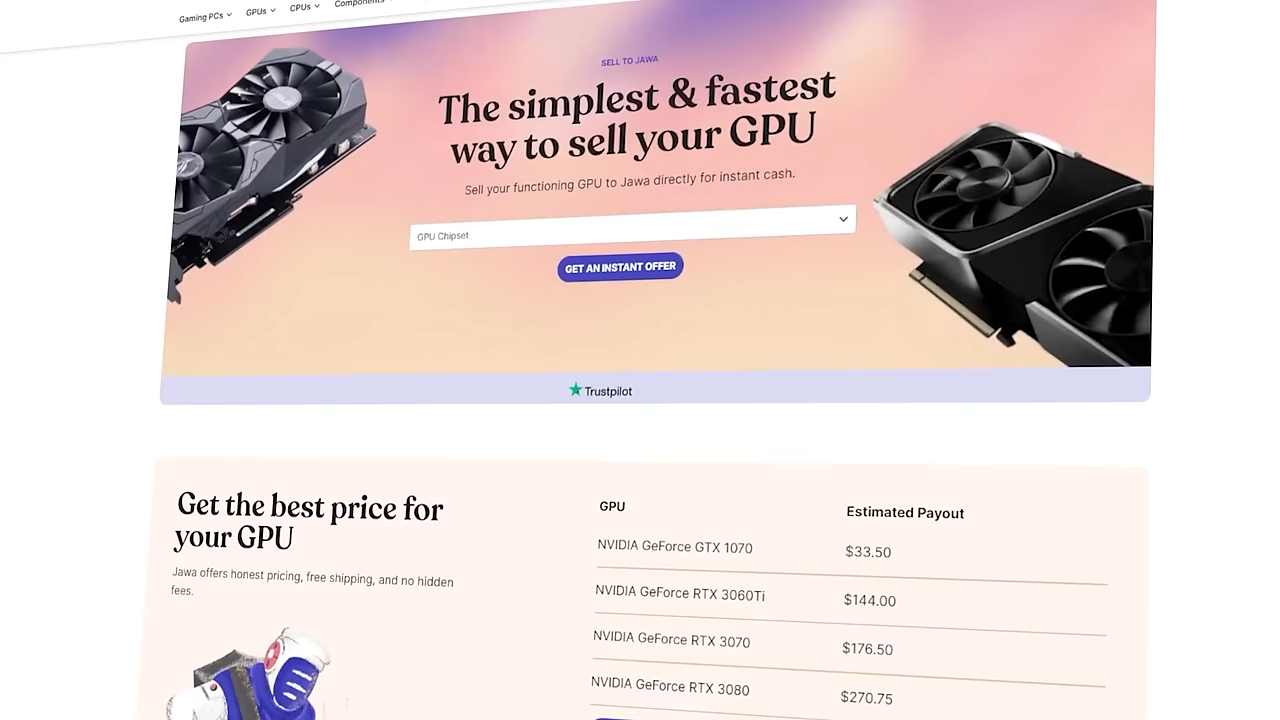 Gaming PCs
GPUs
CPUs
Components
SELL TO JAWA
The simplest & fastest
way to sell your GPU
Sell your functioning GPU to Jawa directly for instant cash.
GPU Chipset
GET AN INSTANT OFFER
Trustpilot
Get the best price for
your GPU
Jawa offers honest pricing, free shipping, and no hidden
fees.
GPU Estimated Payout
NVIDIA GeForce GTX 1070 $33.50
NVIDIA GeForce RTX 3060Ti $144.00
NVIDIA GeForce RTX 3070 $176.50
NVIDIA GeForce RTX 3080 $270.75